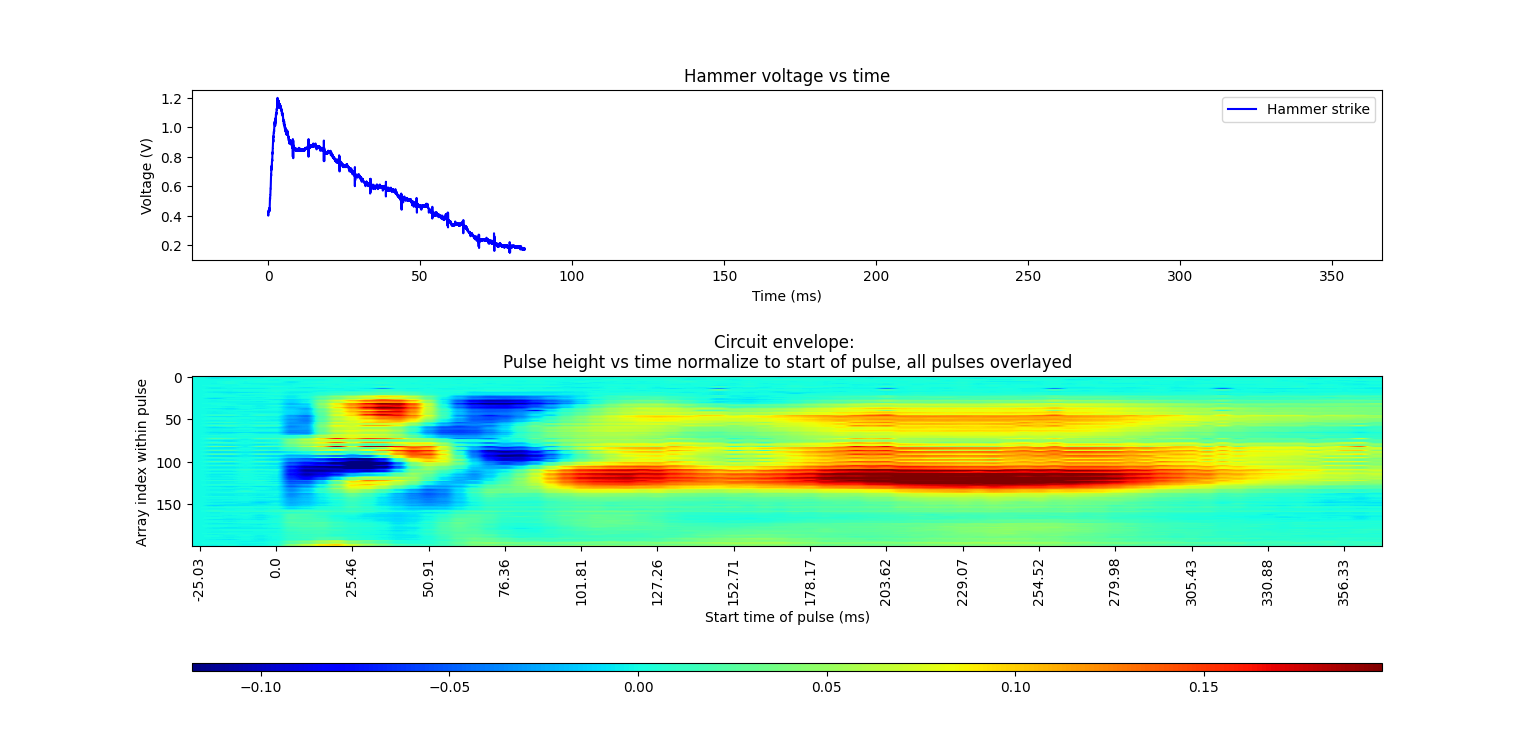 Hammer voltage vs time
Hammer strike
Voltage (V)
1.2
1.0
0.8
0.6
0.4
0.2
0 50 100 150 200 250 300 350
Time (ms)
Circuit envelope:
Pulse height vs time normalize to start of pulse, all pulses overlayed
Array index within pulse
0
50
100
150
-25.03 0.0 25.46 50.91 76.36 101.81 127.26 152.71 178.17 203.62 229.07 254.52 279.98 305.43 330.88 356.33
Start time of pulse (ms)
−0.10 −0.05 0.00 0.05 0.10 0.15